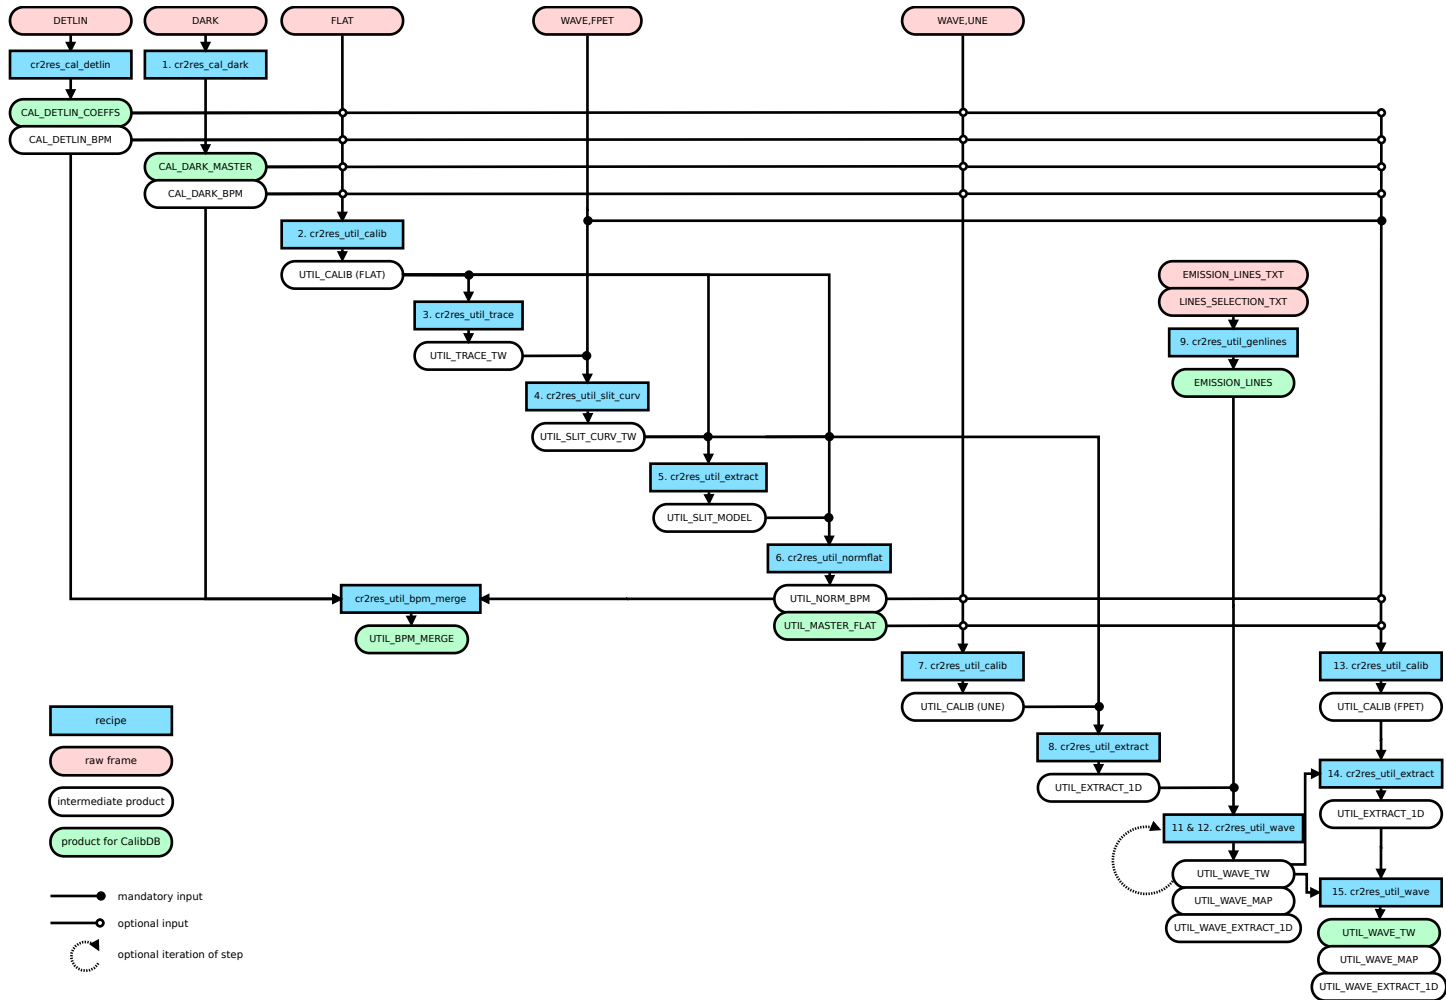 DETLIN
DARK
FLAT
WAVE,FPET
WAVE,UNE
cr2res_cal_detlin
1. cr2res_cal_dark
CAL_DETLIN_COEFFS
CAL_DETLIN_BPM
CAL_DARK_MASTER
CAL_DARK_BPM
2. cr2res_util_calib
UTIL_CALIB (FLAT)
EMISSION_LINES_TXT
LINES_SELECTION_TXT
3. cr2res_util_trace
9. cr2res_util_genlines
UTIL_TRACE_TW
EMISSION_LINES
4. cr2res_util_slit_curv
UTIL_SLIT_CURV_TW
5. cr2res_util_extract
UTIL_SLIT_MODEL
6. cr2res_util_normflat
cr2res_util_bpm_merge
UTIL_NORM_BPM
UTIL_MASTER_FLAT
UTIL_BPM_MERGE
7. cr2res_util_calib
13. cr2res_util_calib
UTIL_CALIB (UNE)
UTIL_CALIB (FPET)
recipe
raw frame
intermediate product
product for CalibDB
mandatory input
optional input
optional iteration of step
8. cr2res_util_extract
UTIL_EXTRACT_1D
14. cr2res_util_extract
UTIL_EXTRACT_1D
11 & 12. cr2res_util_wave
UTIL_WAVE_TW
UTIL_WAVE_MAP
UTIL_WAVE_EXTRACT_1D
15. cr2res_util_wave
UTIL_WAVE_TW
UTIL_WAVE_MAP
UTIL_WAVE_EXTRACT_1D